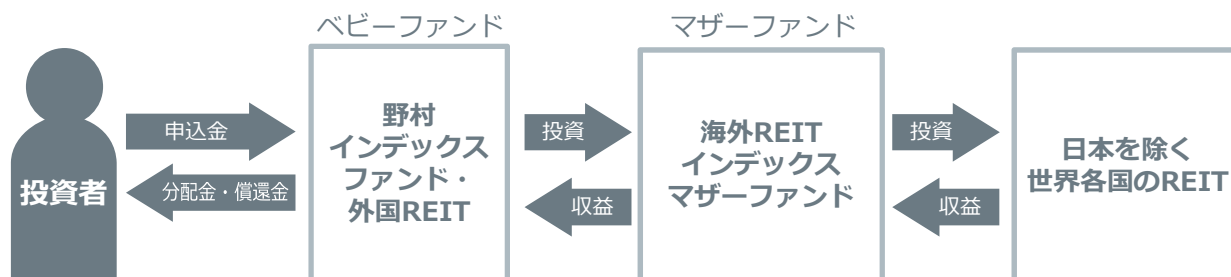 ベビーファンド
マザーファンド
投資者
申込金
分配金・償還金
野村
インデックス
ファンド・
外国REIT
投資
収益
海外REIT
インデックス
マザーファンド
投資
収益
日本を除く
世界各国のREIT